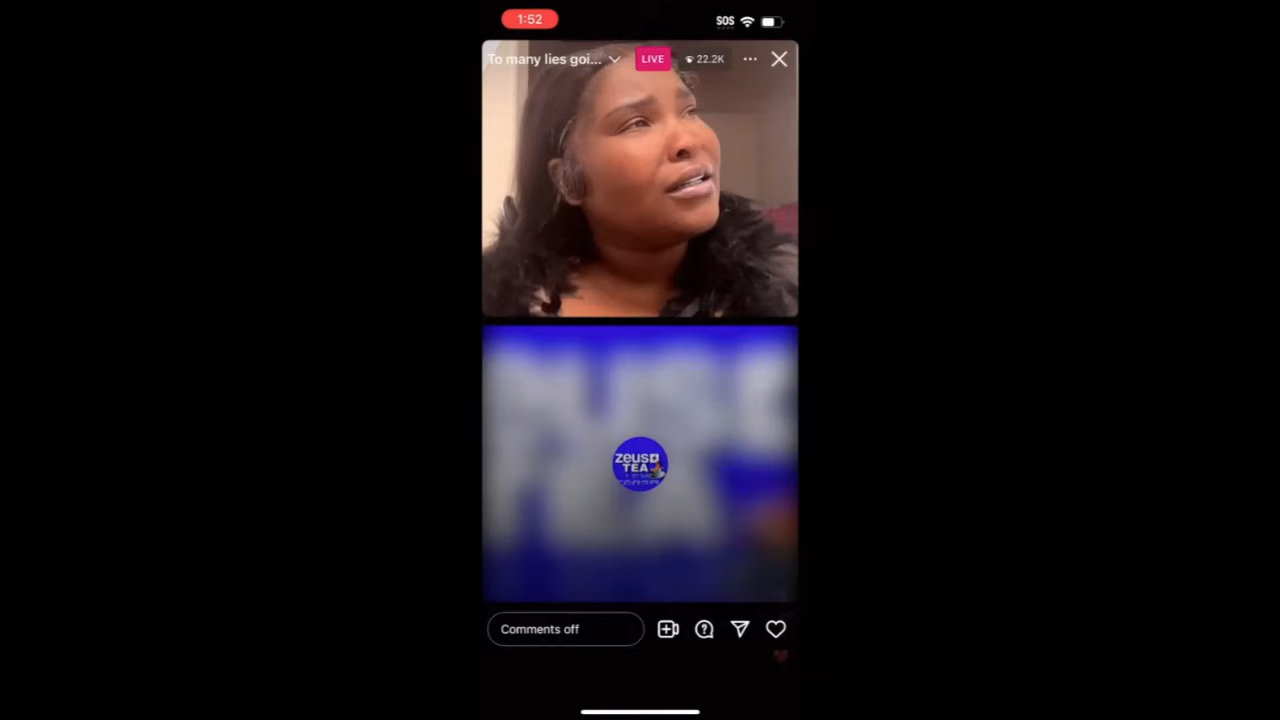 1:52
SOS
To many lies goi...
LIVE
22.2K
zeus
TEA
Comments off